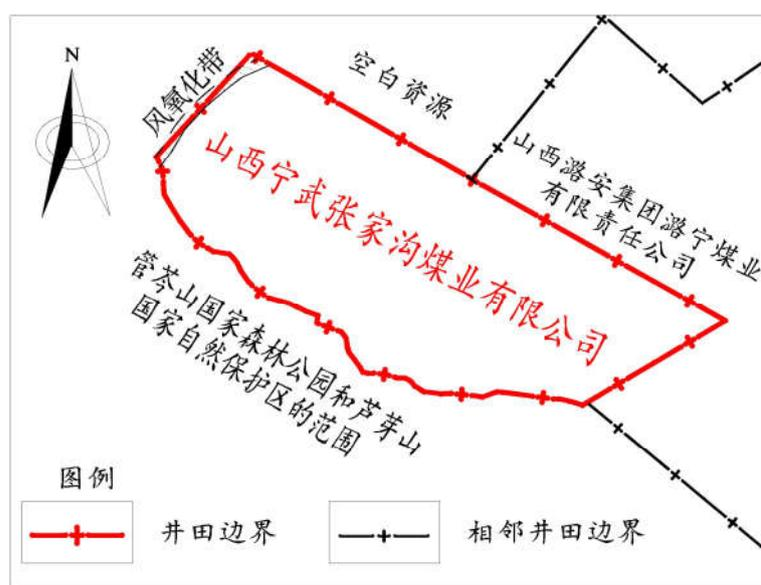 N
风氧化带
空白资源
山西潞安集团潞宁煤业
有限责任公司
山西宁武张家沟煤业有限公司
管芩山国家森林公园和芦芽山
国家自然保护区的范围
图例
井田边界
相邻井田边界